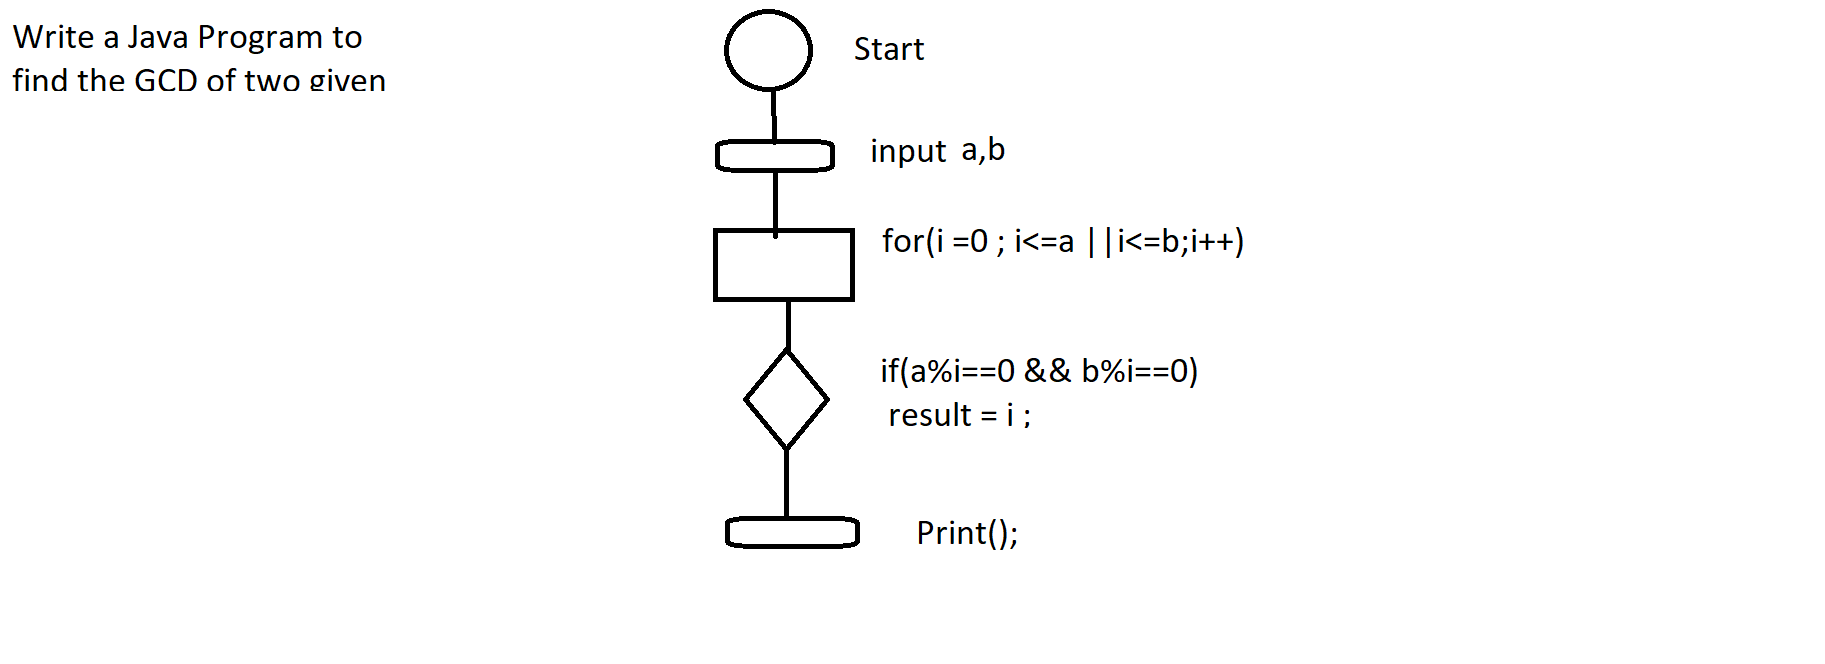 Write a Java Program to
find the GCD of two given
Start
input a,b
for(i =0 ; i<=a ||i<=b;i++)
if(a%i==0 && b%i==0)
result = i ;
Print();